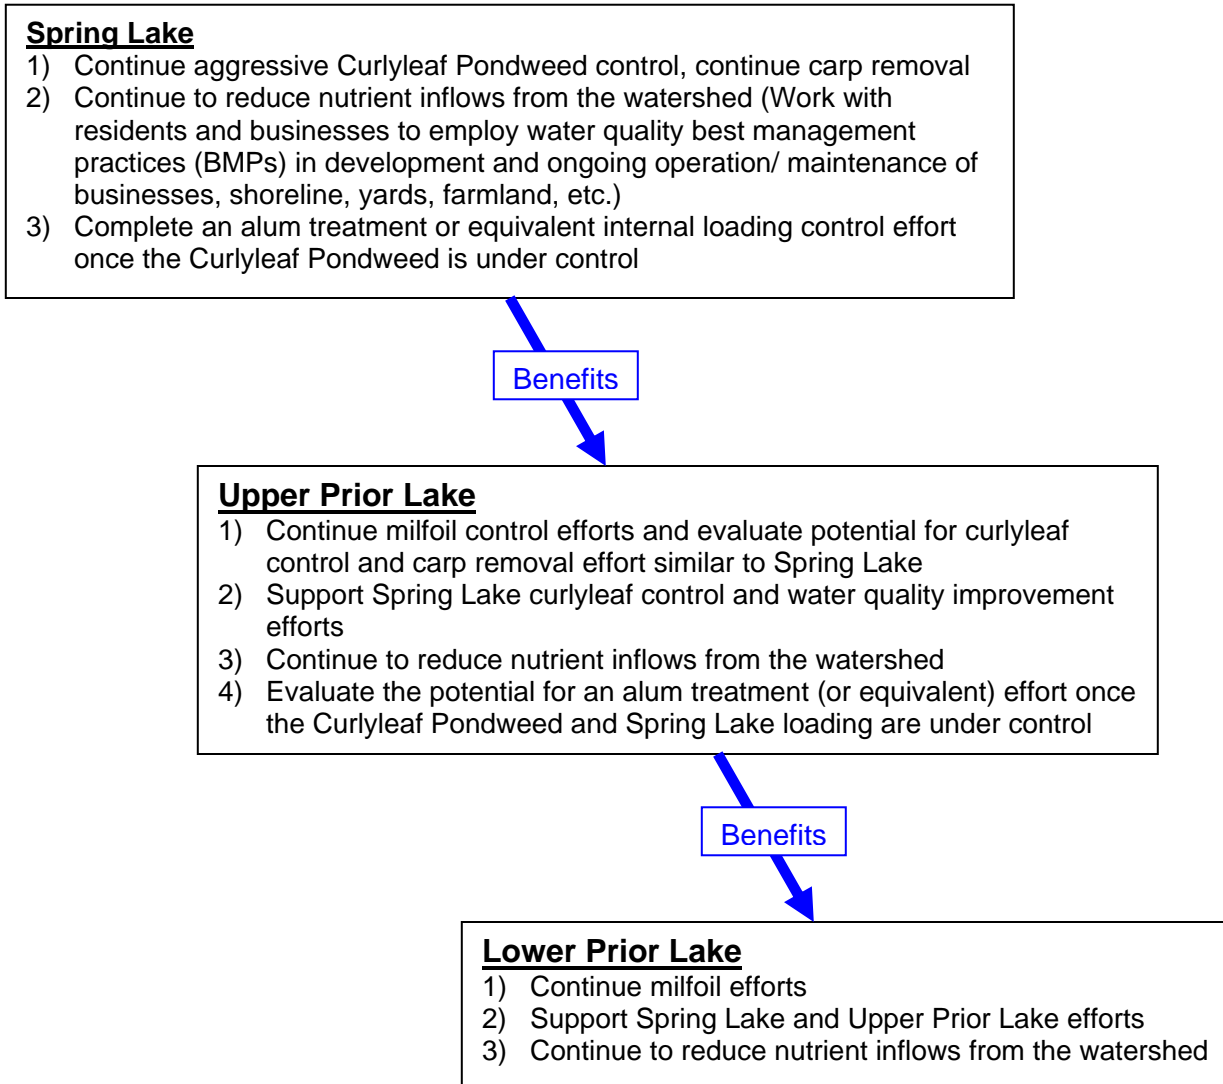 Spring Lake
1) Continue aggressive Curlyleaf Pondweed control, continue carp removal
2) Continue to reduce nutrient inflows from the watershed (Work with
residents and businesses to employ water quality best management
practices (BMPs) in development and ongoing operation/ maintenance of
businesses, shoreline, yards, farmland, etc.)
3) Complete an alum treatment or equivalent internal loading control effort
once the Curlyleaf Pondweed is under control
Benefits
Upper Prior Lake
1) Continue milfoil control efforts and evaluate potential for curlyleaf
control and carp removal effort similar to Spring Lake
2) Support Spring Lake curlyleaf control and water quality improvement
efforts
3) Continue to reduce nutrient inflows from the watershed
4) Evaluate the potential for an alum treatment (or equivalent) effort once
the Curlyleaf Pondweed and Spring Lake loading are under control
Benefits
Lower Prior Lake
1) Continue milfoil efforts
2) Support Spring Lake and Upper Prior Lake efforts
3) Continue to reduce nutrient inflows from the watershed